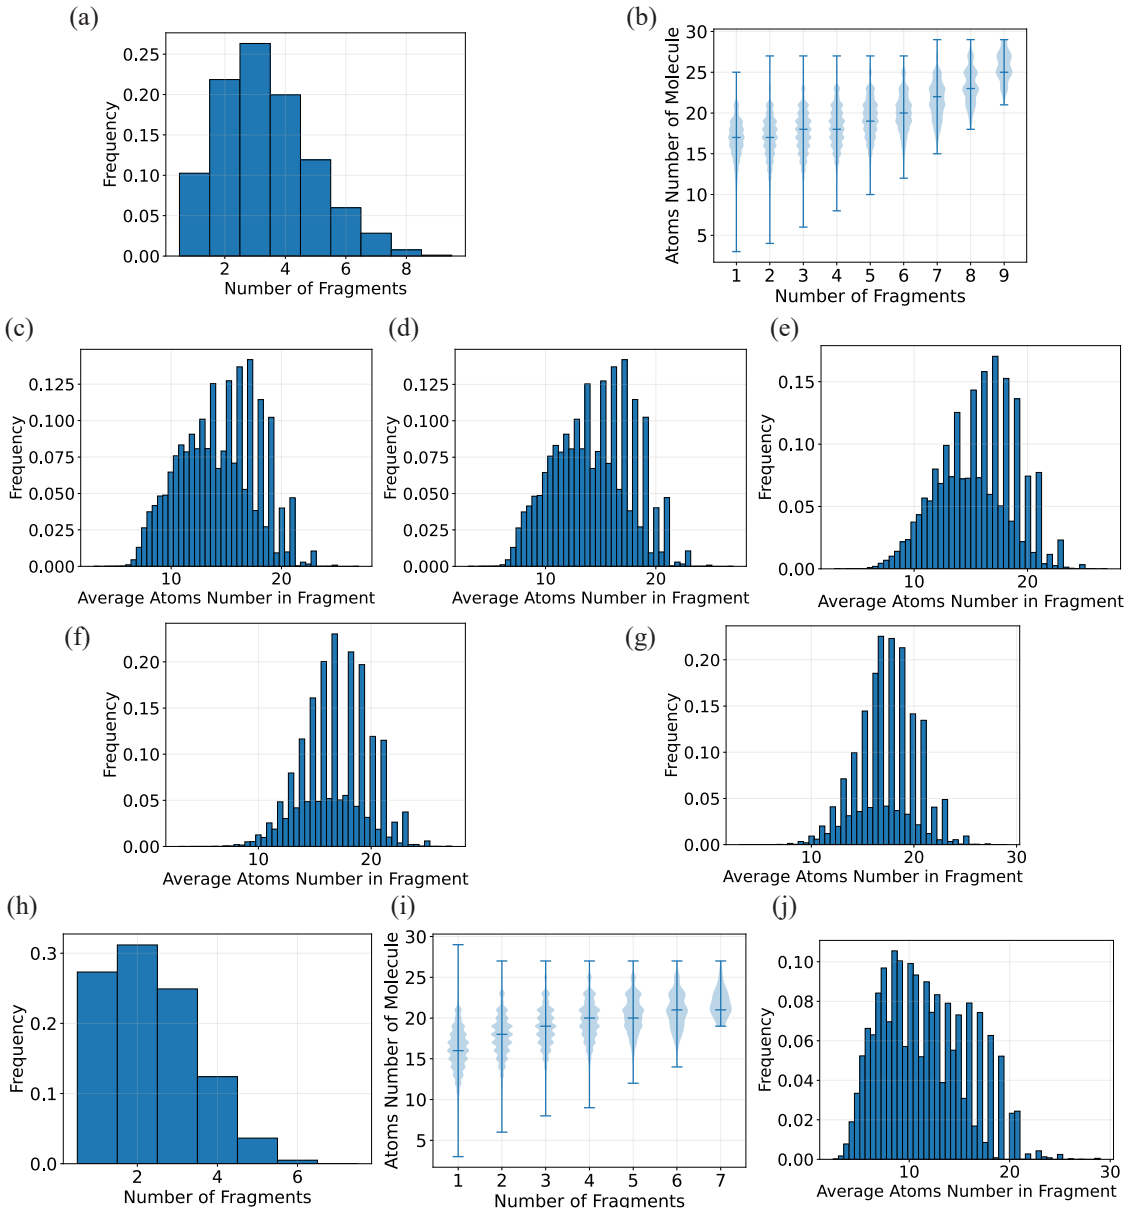 (a)
Frequency
0.25
0.20
0.15
0.10
0.05
0.00
2 4 6 8
Number of Fragments
(b)
Atoms Number of Molecule
30
25
20
15
10
5
1 2 3 4 5 6 7 8 9
Number of Fragments
(c)
Frequency
0.125
0.100
0.075
0.050
0.025
0.000
10 20
Average Atoms Number in Fragment
(d)
Frequency
0.125
0.100
0.075
0.050
0.025
0.000
10 20
Average Atoms Number in Fragment
(e)
Frequency
0.15
0.10
0.05
0.00
10 20
Average Atoms Number in Fragment
(f)
Frequency
0.20
0.15
0.10
0.05
0.00
10 20
Average Atoms Number in Fragment
(g)
Frequency
0.20
0.15
0.10
0.05
0.00
10 20 30
Average Atoms Number in Fragment
(h)
Frequency
0.3
0.2
0.1
0.0
2 4 6
Number of Fragments
(i)
Atoms Number of Molecule
30
25
20
15
10
5
1 2 3 4 5 6 7
Number of Fragments
(j)
Frequency
0.10
0.08
0.06
0.04
0.02
0.00
10 20 30
Average Atoms Number in Fragment